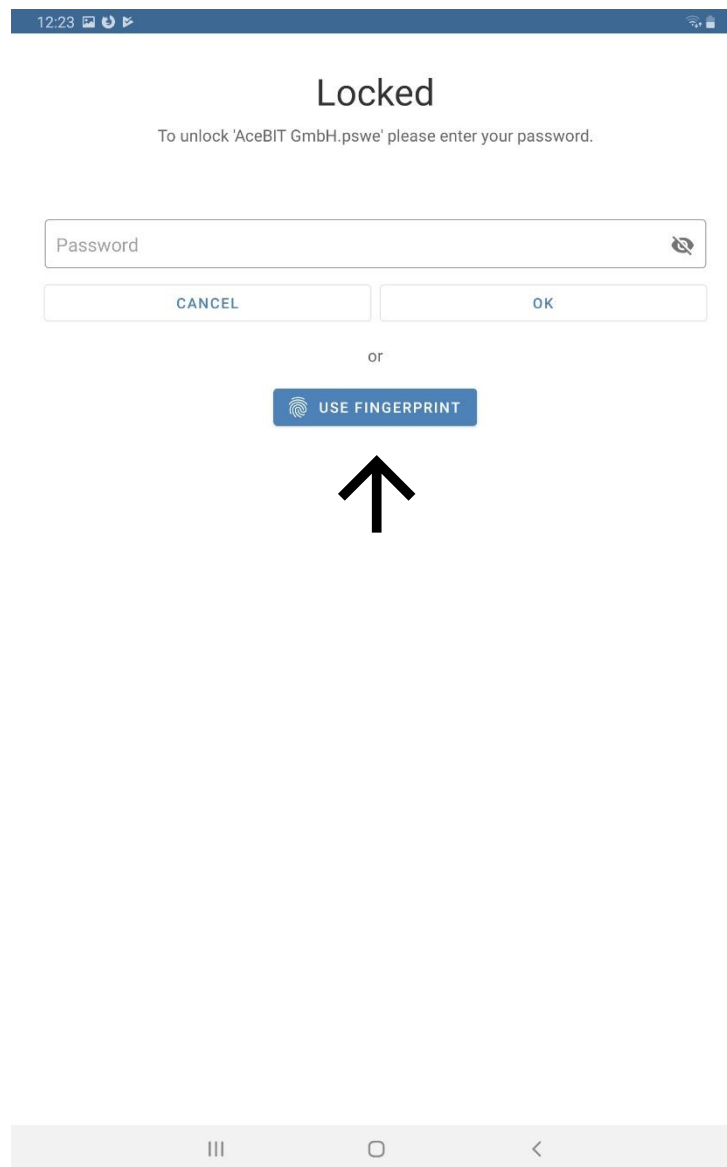 12:23
Locked
To unlock 'AceBIT GmbH.pswe' please enter your password.
Password
CANCEL
OK
or
USE FINGERPRINT